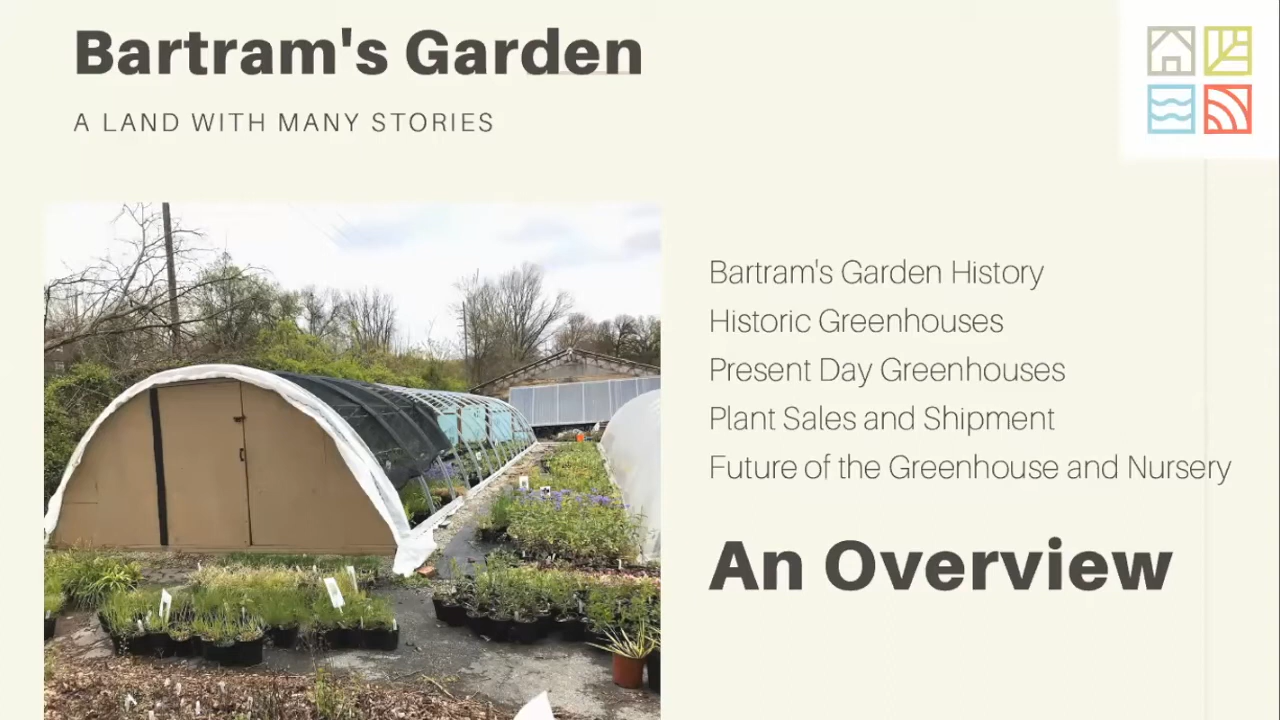 Bartram's Garden
A LAND WITH MANY STORIES
Bartram's Garden History
Historic Greenhouses
Present Day Greenhouses
Plant Sales and Shipment
Future of the Greenhouse and Nursery
An Overview